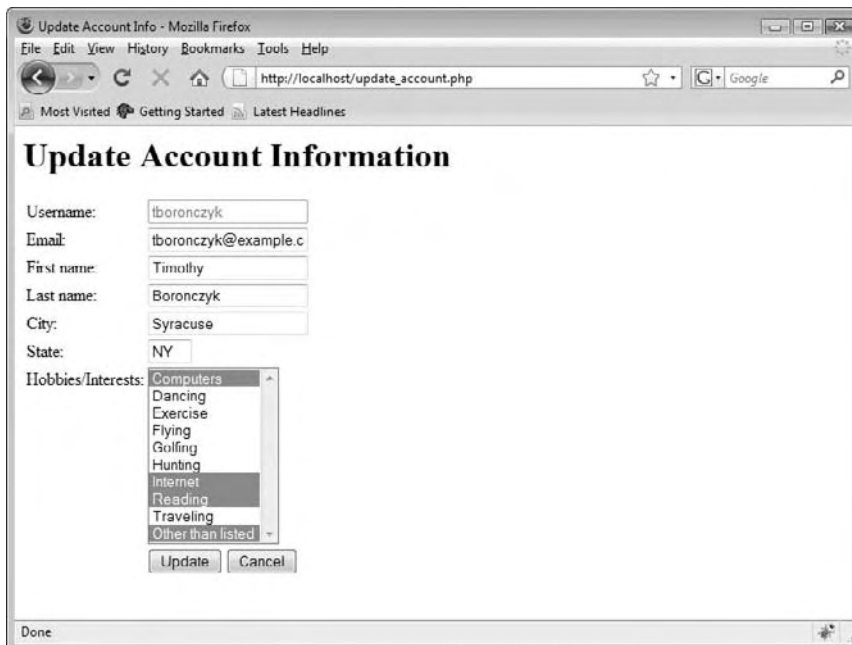 Update Account Info - Mozilla Firefox
File Edit View History Bookmarks Tools Help
http://localhost/update_account.php
G Google
Most Visited Getting Started Latest Headlines
Update Account Information
Username: tboronczyk
Email: tboronczyk@example.c
First name: Timothy
Last name: Boronczyk
City: Syracuse
State: NY
Hobbies/Interests: Computers
Dancing
Exercise
Flying
Golfing
Hunting
Internet
Reading
Traveling
Other than listed
Update Cancel
Done